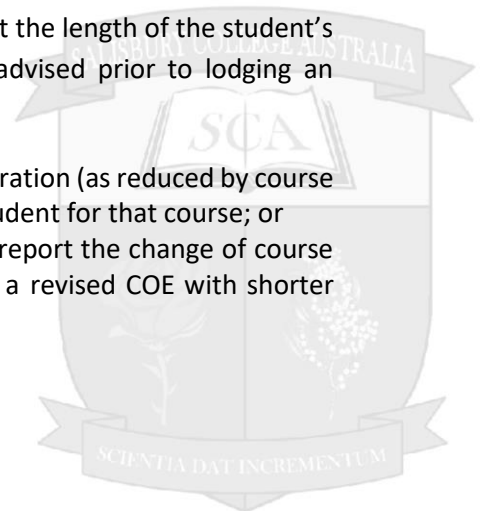 t the length of the student's
SALISBURY COLLEGE AUSTRALIA
advised prior to lodging an
SCA
ration (as reduced by course
udent for that course; or
report the change of course
a revised COE with shorter
SCIENTIA DAT INCREMENTUM